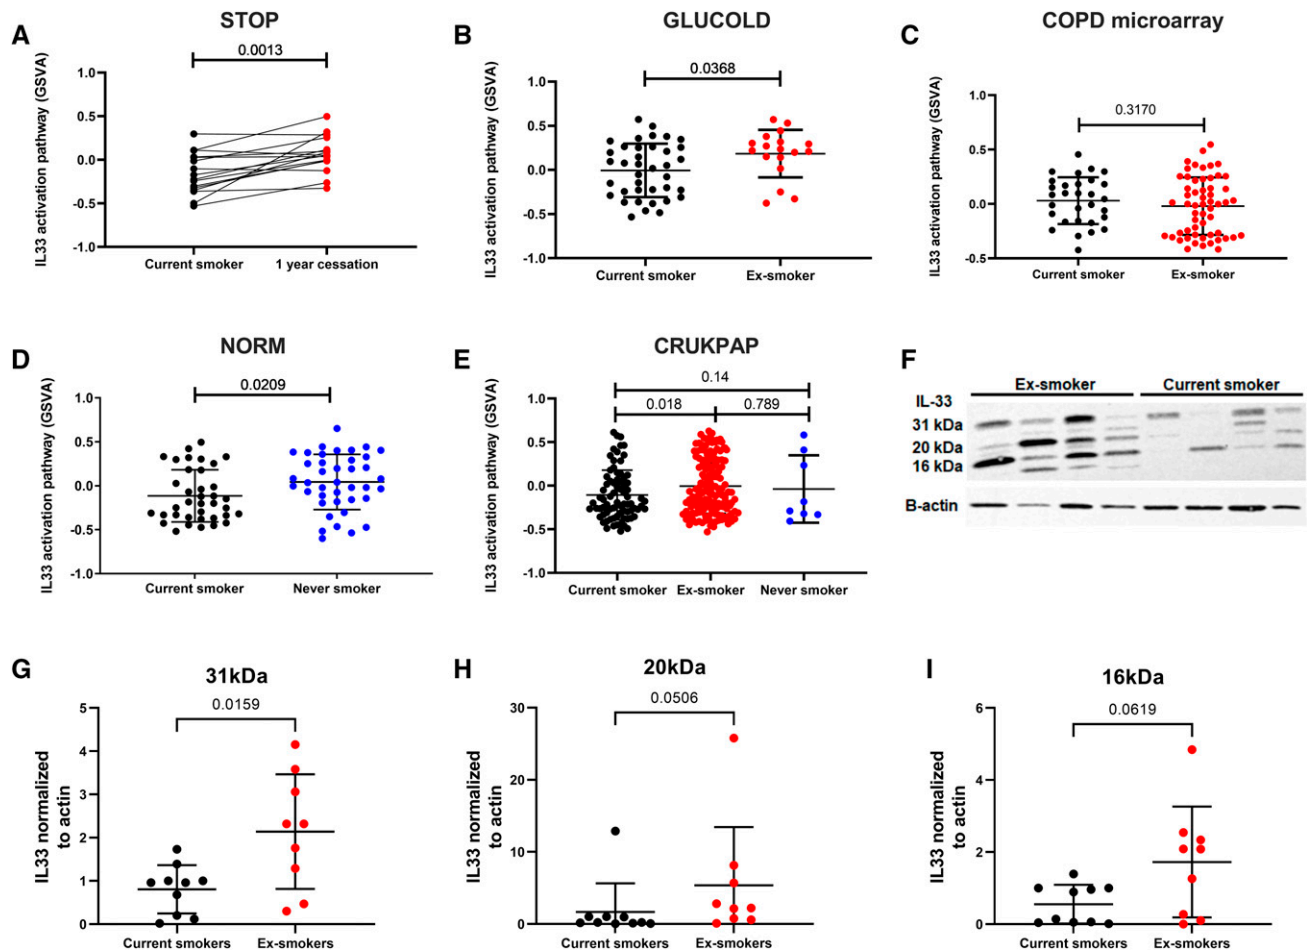 A
STOP
0.0013
IL33 activation pathway (GSVA)
1.0
0.5
0.0
-0.5
-1.0
Current smoker
1 year cessation
B
GLUCOLD
0.0368
IL33 activation pathway (GSVA)
1.0
0.5
0.0
-0.5
-1.0
Current smoker
Ex-smoker
C
COPD microarray
0.3170
IL33 activation pathway (GSVA)
1.0
0.5
0.0
-0.5
Current smoker
Ex-smoker
D
NORM
0.0209
IL33 activation pathway (GSVA)
1.0
0.5
0.0
-0.5
-1.0
Current smoker
Never smoker
E
CRUKPAP
0.14
0.018
0.789
IL33 activation pathway (GSVA)
1.0
0.5
0.0
-0.5
-1.0
Current smoker
Ex-smoker
Never smoker
F
Ex-smoker
Current smoker
IL-33
31 kDa
20 kDa
16 kDa
B-actin
G
31kDa
0.0159
IL33 normalized
to actin
5
4
3
2
1
0
Current smokers
Ex-smokers
H
20kDa
0.0506
IL33 normalized
to actin
30
20
10
0
Current smokers
Ex-smokers
I
16kDa
0.0619
IL33 normalized
to actin
6
4
2
0
Current smokers
Ex-smokers